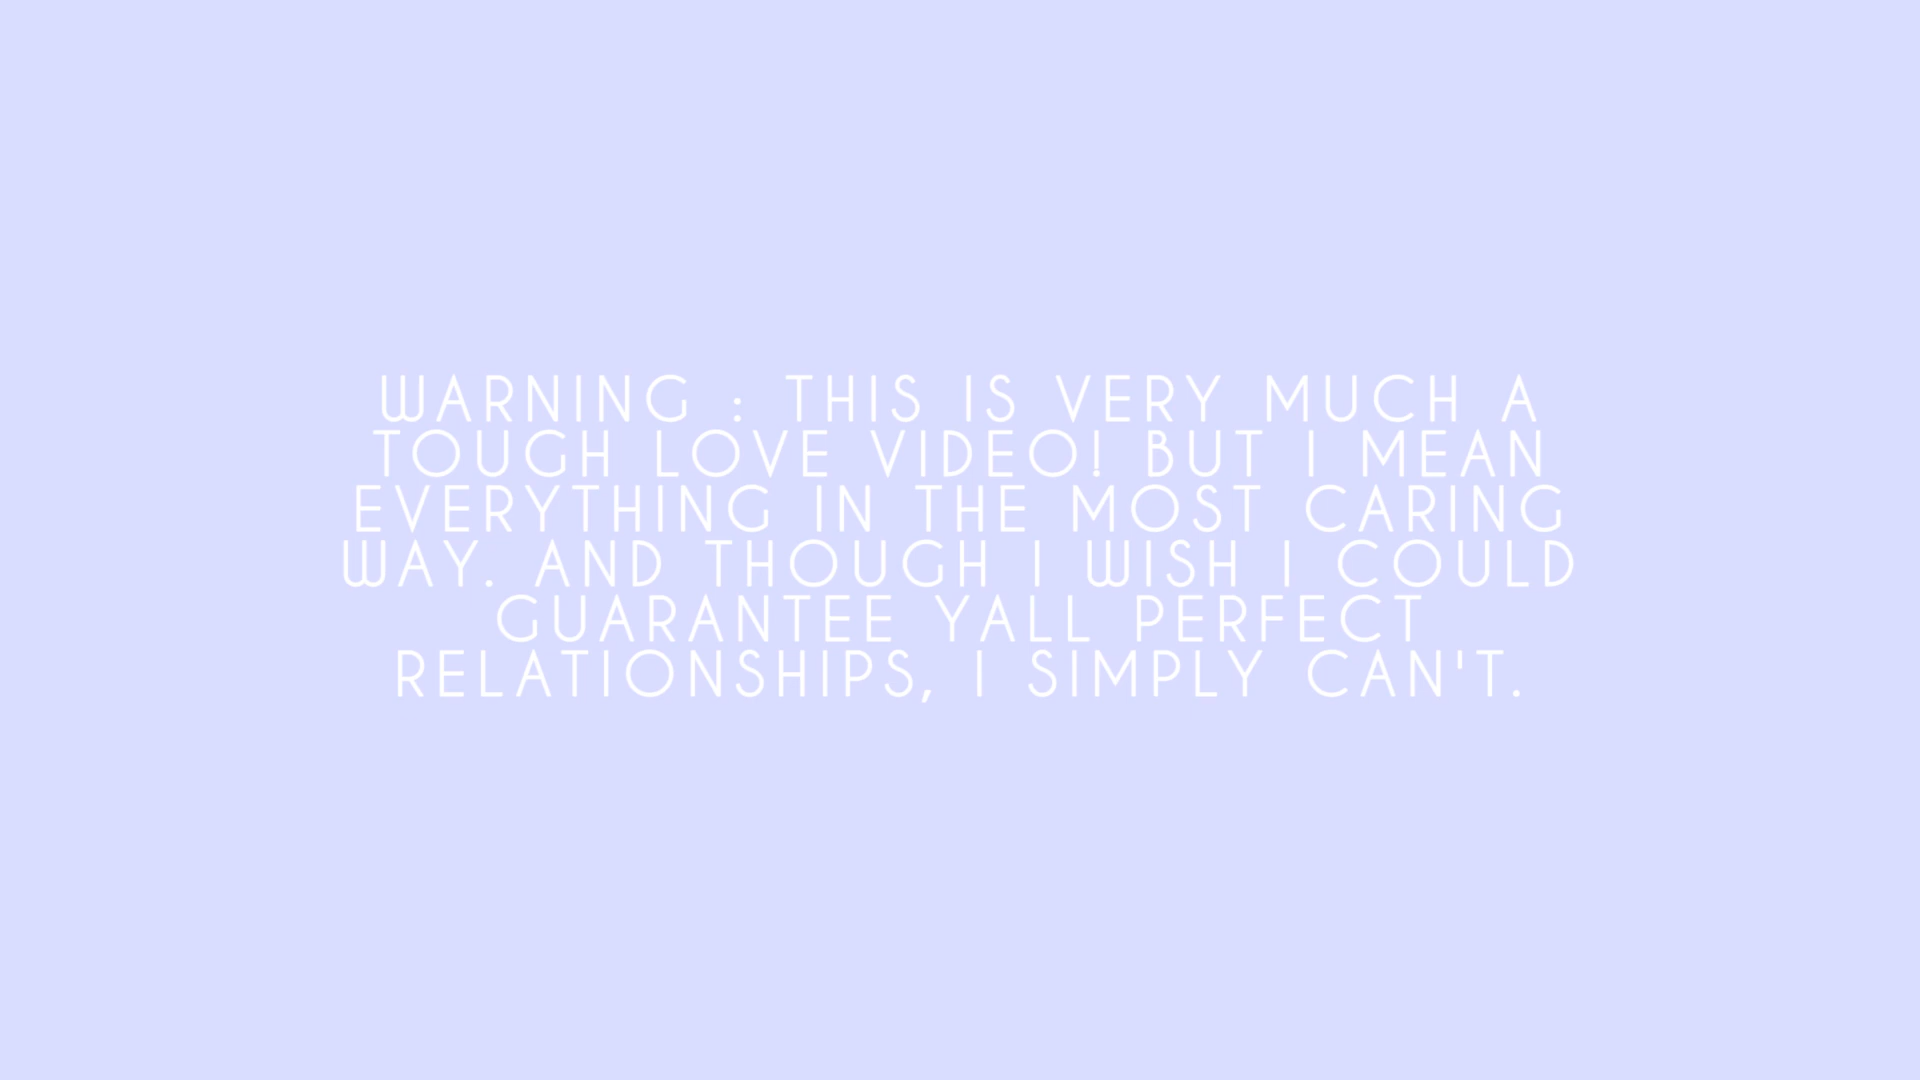 WARNING : THIS IS VERY MUCH A
TOUGH LOVE VIDEO! BUT I MEAN
EVERYTHING IN THE MOST CARING
WAY. AND THOUGH I WISH I COULD
GUARANTEE YALL PERFECT
RELATIONSHIPS, I SIMPLY CAN'T.